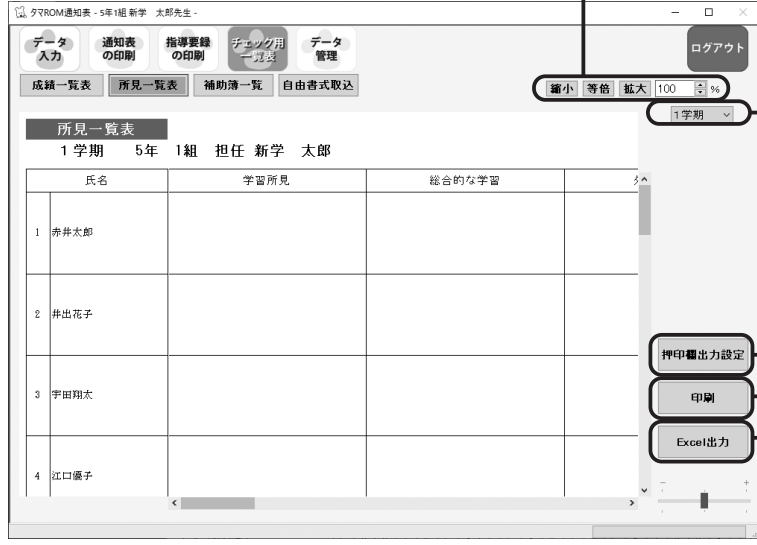 タマROM通知表 - 5年1組 新学 太郎先生 -
データ入力 通知表の印刷 指導要録の印刷 チェック用一覧表 データ管理 ログアウト
成績一覧表 所見一覧表 補助簿一覧 自由書式取込 縮小 等倍 拡大 100 %
1学期
所見一覧表
1学期 5年 1組 担任 新学 太郎
氏名 学習所見 総合的な学習
1 赤井太郎
2 井出花子
3 宇田翔太
4 江口優子
押印欄出力設定
印刷
Excel出力